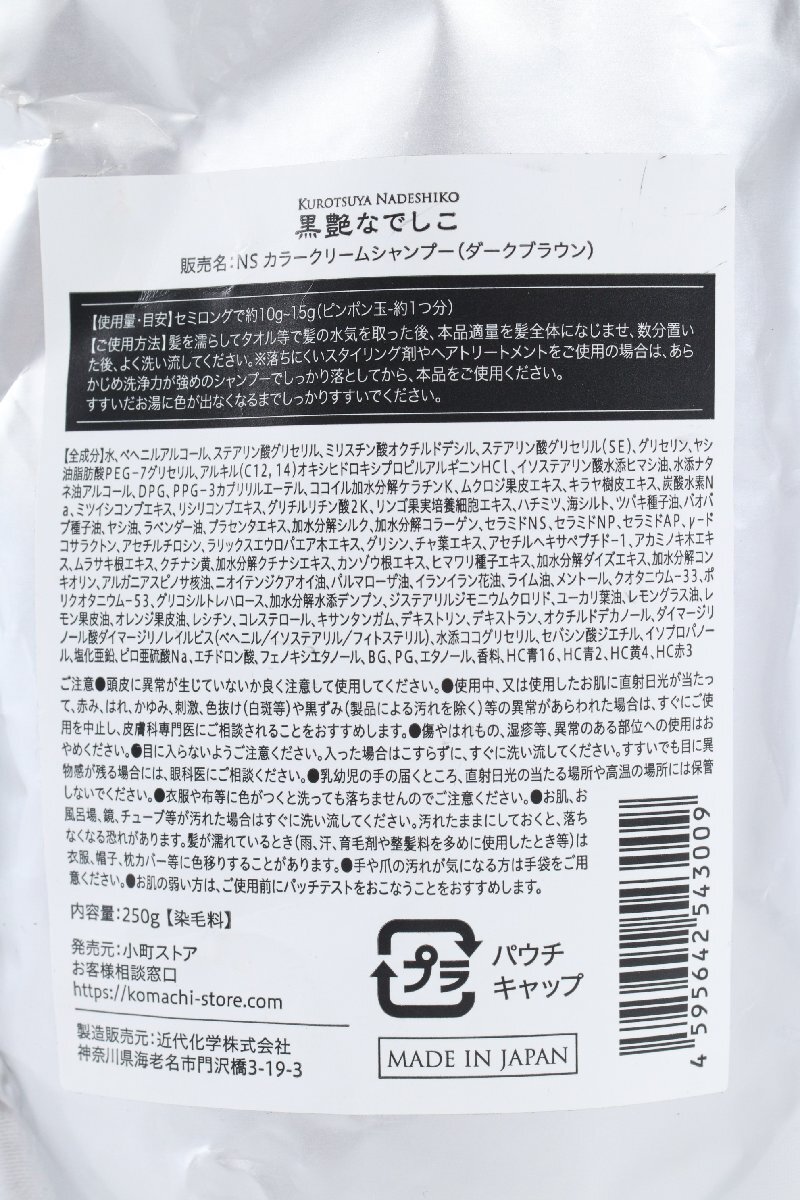 KUROTSUYA NADESHIKO
黒艶なでしこ
販売名:NS カラークリームシャンプー(ダークブラウン)
【使用量・目安】セミロングで約10g~15g(ピンポン玉-約1つ分)
【ご使用方法】髪を濡らしてタオル等で髪の水気を取った後、本品適量を髪全体になじませ、数分置い
た後、よく洗い流してください。※落ちにくいスタイリング剤やヘアトリートメントをご使用の場合は、あら
かじめ洗浄力が強めのシャンプーでしっかり落としてから、本品をご使用ください。
すすいだお湯に色が出なくなるまでしっかりすすいでください。
【全成分】水、ベヘニルアルコール、ステアリン酸グリセリル、ミリスチン酸オクチルドデシル、ステアリン酸グリセリル(SE)、グリセリン、ヤシ
油脂肪酸PEG-7グリセリル、アルキル(C12,14)オキシヒドロキシプロピルアルギニンHCl、イソステアリン酸水添ヒマシ油、水添ナタ
ネ油アルコール、DPG、PPG-3カプリリルエーテル、ココイル加水分解ケラチンK、ムクロジ果皮エキス、キラヤ樹皮エキス、炭酸水素N
a、ミツイシコンブエキス、リシリコンブエキス、グリチルリチン酸2K、リンゴ果実培養細胞エキス、ハチミツ、海シルト、ツバキ種子油、バオバ
ブ種子油、ヤシ油、ラベンダー油、プラセンタエキス、加水分解シルク、加水分解コラーゲン、セラミドNS、セラミドNP、セラミドAP、γ-ド
コサラクトン、アセチルチロシン、ラリックスエウロパエア木エキス、グリシン、チャ葉エキス、アセチルヘキサペプチド-1、アカミノキ木エキ
ス、ムラサキ根エキス、クチナシ黄、加水分解クチナシエキス、カンゾウ根エキス、ヒマワリ種子エキス、加水分解ダイズエキス、加水分解コン
キオリン、アルガニアスピノサ核油、ニオイテンジクアオイ油、パルマローザ油、イランイラン花油、ライム油、メントール、クオタニウム-33、ポ
リクオタニウム-53、グリコシルトレハロース、加水分解水添デンプン、ジステアリルジモニウムクロリド、ユーカリ葉油、レモングラス油、レ
モン果皮油、オレンジ果皮油、レシチン、コレステロール、キサンタンガム、デキストリン、デキストラン、オクチルドデカノール、ダイマージリ
ノール酸ダイマージリノレイルビス(ベヘニル/イソステアリル/フィトステリル)、水添ココグリセリル、セバシン酸ジエチル、イソプロパノー
ル、塩化亜鉛、ピロ亜硫酸Na、エチドロン酸、フェノキシエタノール、BG、PG、エタノール、香料、HC青16、HC青2、HC黄4、HC赤3
ご注意●頭皮に異常が生じていないか良く注意して使用してください。●使用中、又は使用したお肌に直射日光が当たっ
て、赤み、はれ、かゆみ、刺激、色抜け(白斑等)や黒ずみ(製品による汚れを除く)等の異常があらわれた場合は、すぐにご使
用を中止し、皮膚科専門医にご相談されることをおすすめします。●傷やはれもの、湿疹等、異常のある部位への使用はお
やめください。●目に入らないようご注意ください。入った場合はこすらずに、すぐに洗い流してください。すすいでも目に異
物感が残る場合には、眼科医にご相談ください。●乳幼児の手の届くところ、直射日光の当たる場所や高温の場所には保管
しないでください。●衣服や布等に色がつくと洗っても落ちませんのでご注意ください。●お肌、お
風呂場、鏡、チューブ等が汚れた場合はすぐに洗い流してください。汚れたままにしておくと、落ち
なくなる恐れがあります。髪が濡れているとき(雨、汗、育毛剤や整髪料を多めに使用したとき等)は
衣服、帽子、枕カバー等に色移りすることがあります。●手や爪の汚れが気になる方は手袋をご用
意ください。●お肌の弱い方は、ご使用前にパッチテストをおこなうことをおすすめします。
内容量:250g【染毛料】
発売元:小町ストア
お客様相談窓口
https://komachi-store.com
製造販売元:近代化学株式会社
神奈川県海老名市門沢橋3-19-3
プラ
パウチ
キャップ
MADE IN JAPAN
4 595642 543009